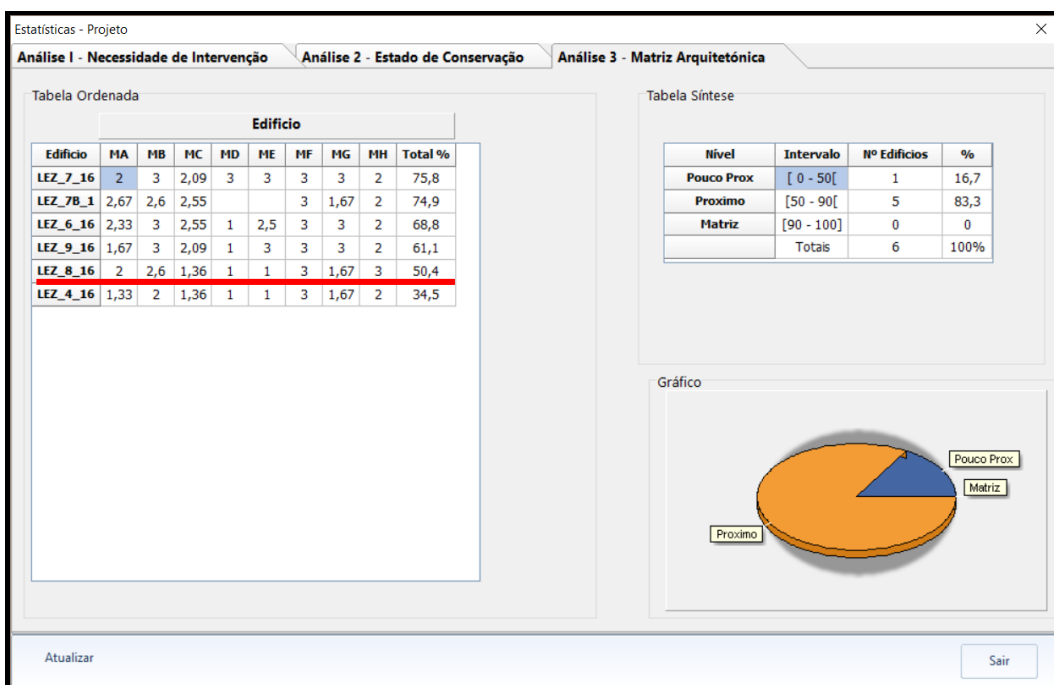 Estatísticas - Projeto
Análise I - Necessidade de Intervenção Análise 2 - Estado de Conservação Análise 3 - Matriz Arquitetónica
Tabela Ordenada
Edificio
Edificio MA MB MC MD ME MF MG MH Total %
LEZ_7_16 2 3 2,09 3 3 3 3 2 75,8
LEZ_7B_1 2,67 2,6 2,55 3 1,67 2 74,9
LEZ_6_16 2,33 3 2,55 1 2,5 3 3 2 68,8
LEZ_9_16 1,67 3 2,09 1 3 3 3 2 61,1
LEZ_8_16 2 2,6 1,36 1 1 3 1,67 3 50,4
LEZ_4_16 1,33 2 1,36 1 1 3 1,67 2 34,5
Tabela Síntese
Nível Intervalo Nº Edificios %
Pouco Prox [ 0 - 50[ 1 16,7
Proximo [50 - 90[ 5 83,3
Matriz [90 - 100] 0 0
Totais 6 100%
Gráfico
Pouco Prox
Matriz
Proximo
Atualizar
Sair